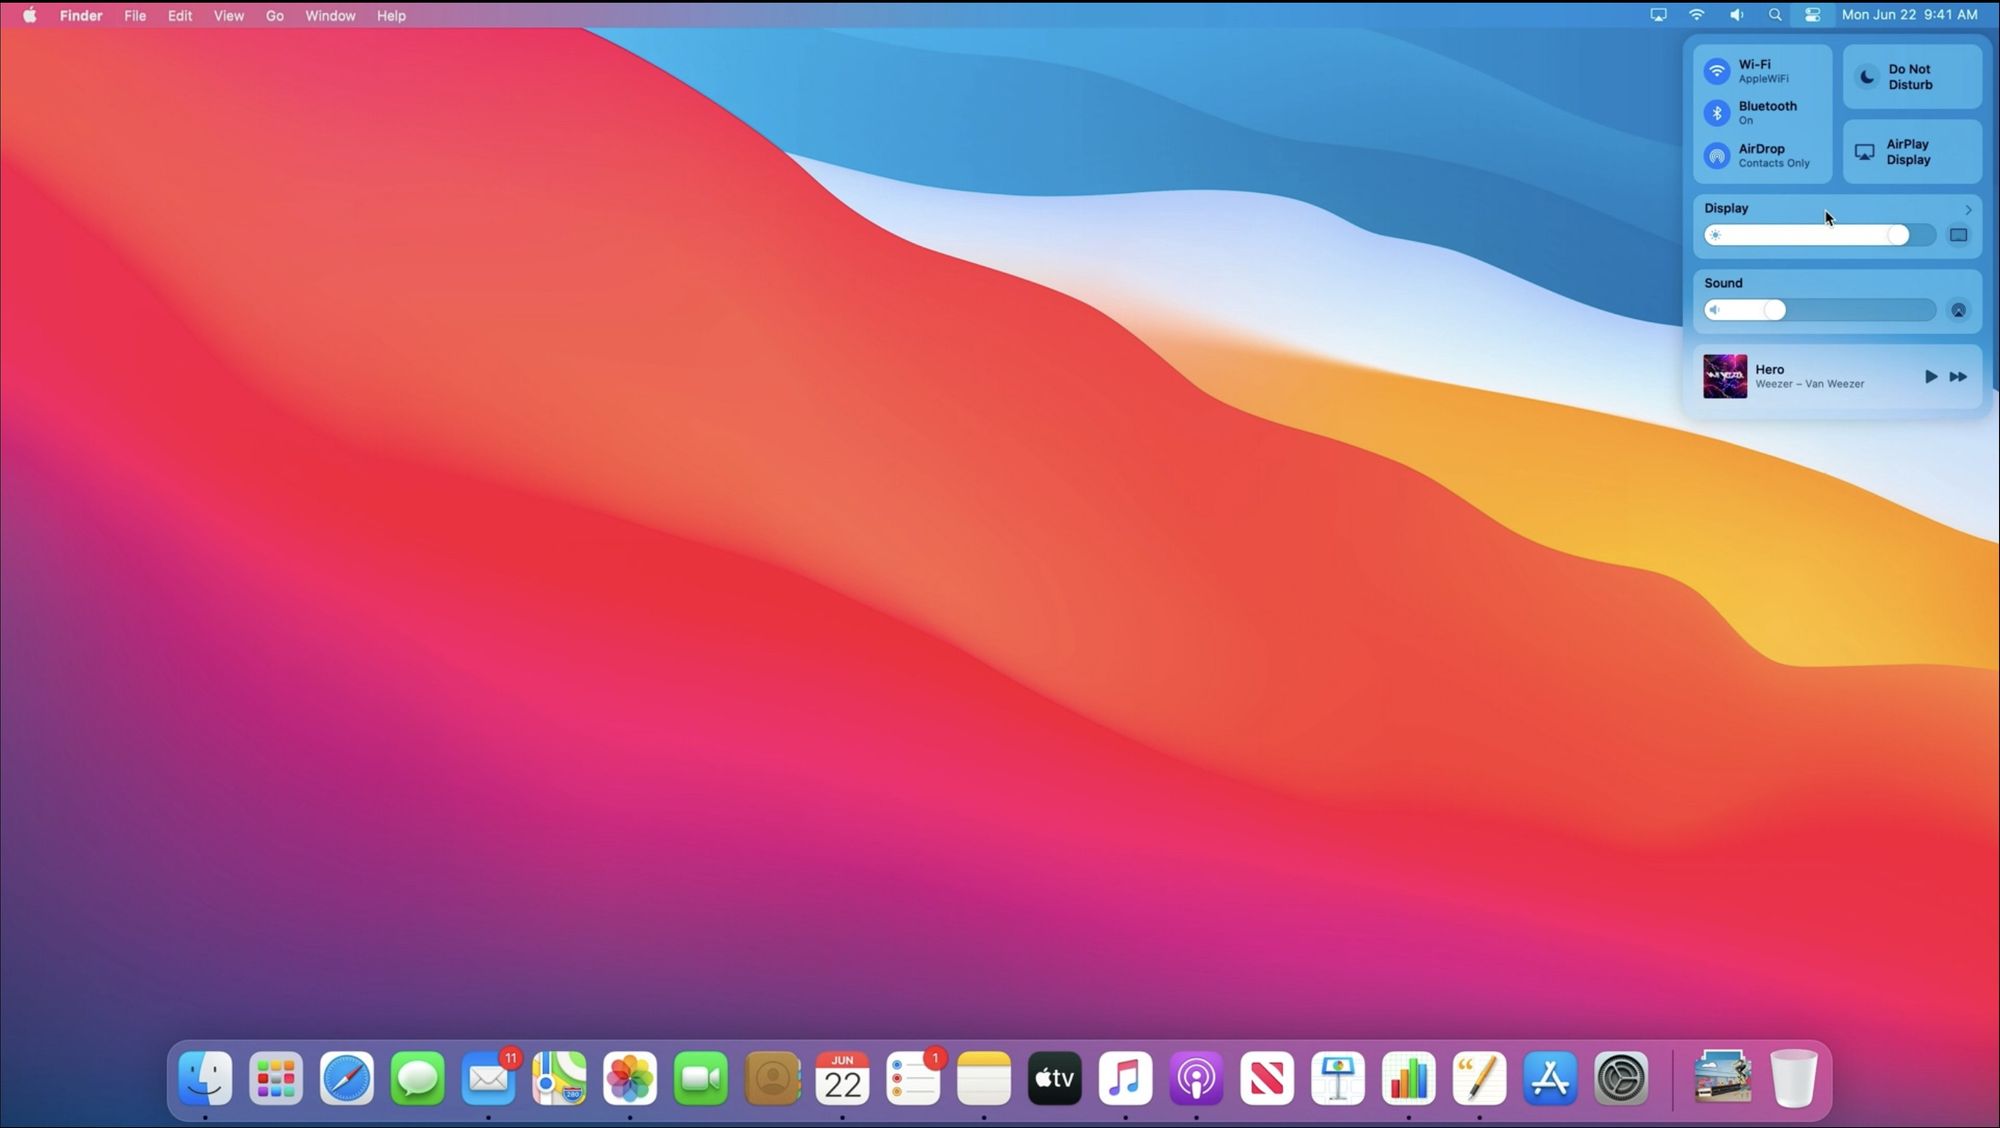 Finder File Edit View Go Window Help
Mon Jun 22 9:41 AM
Wi-Fi
AppleWiFi
Bluetooth
On
AirDrop
Contacts Only
Do Not
Disturb
AirPlay
Display
Display
Sound
Hero
Weezer – Van Weezer
11
280
JUN
22
1
tv